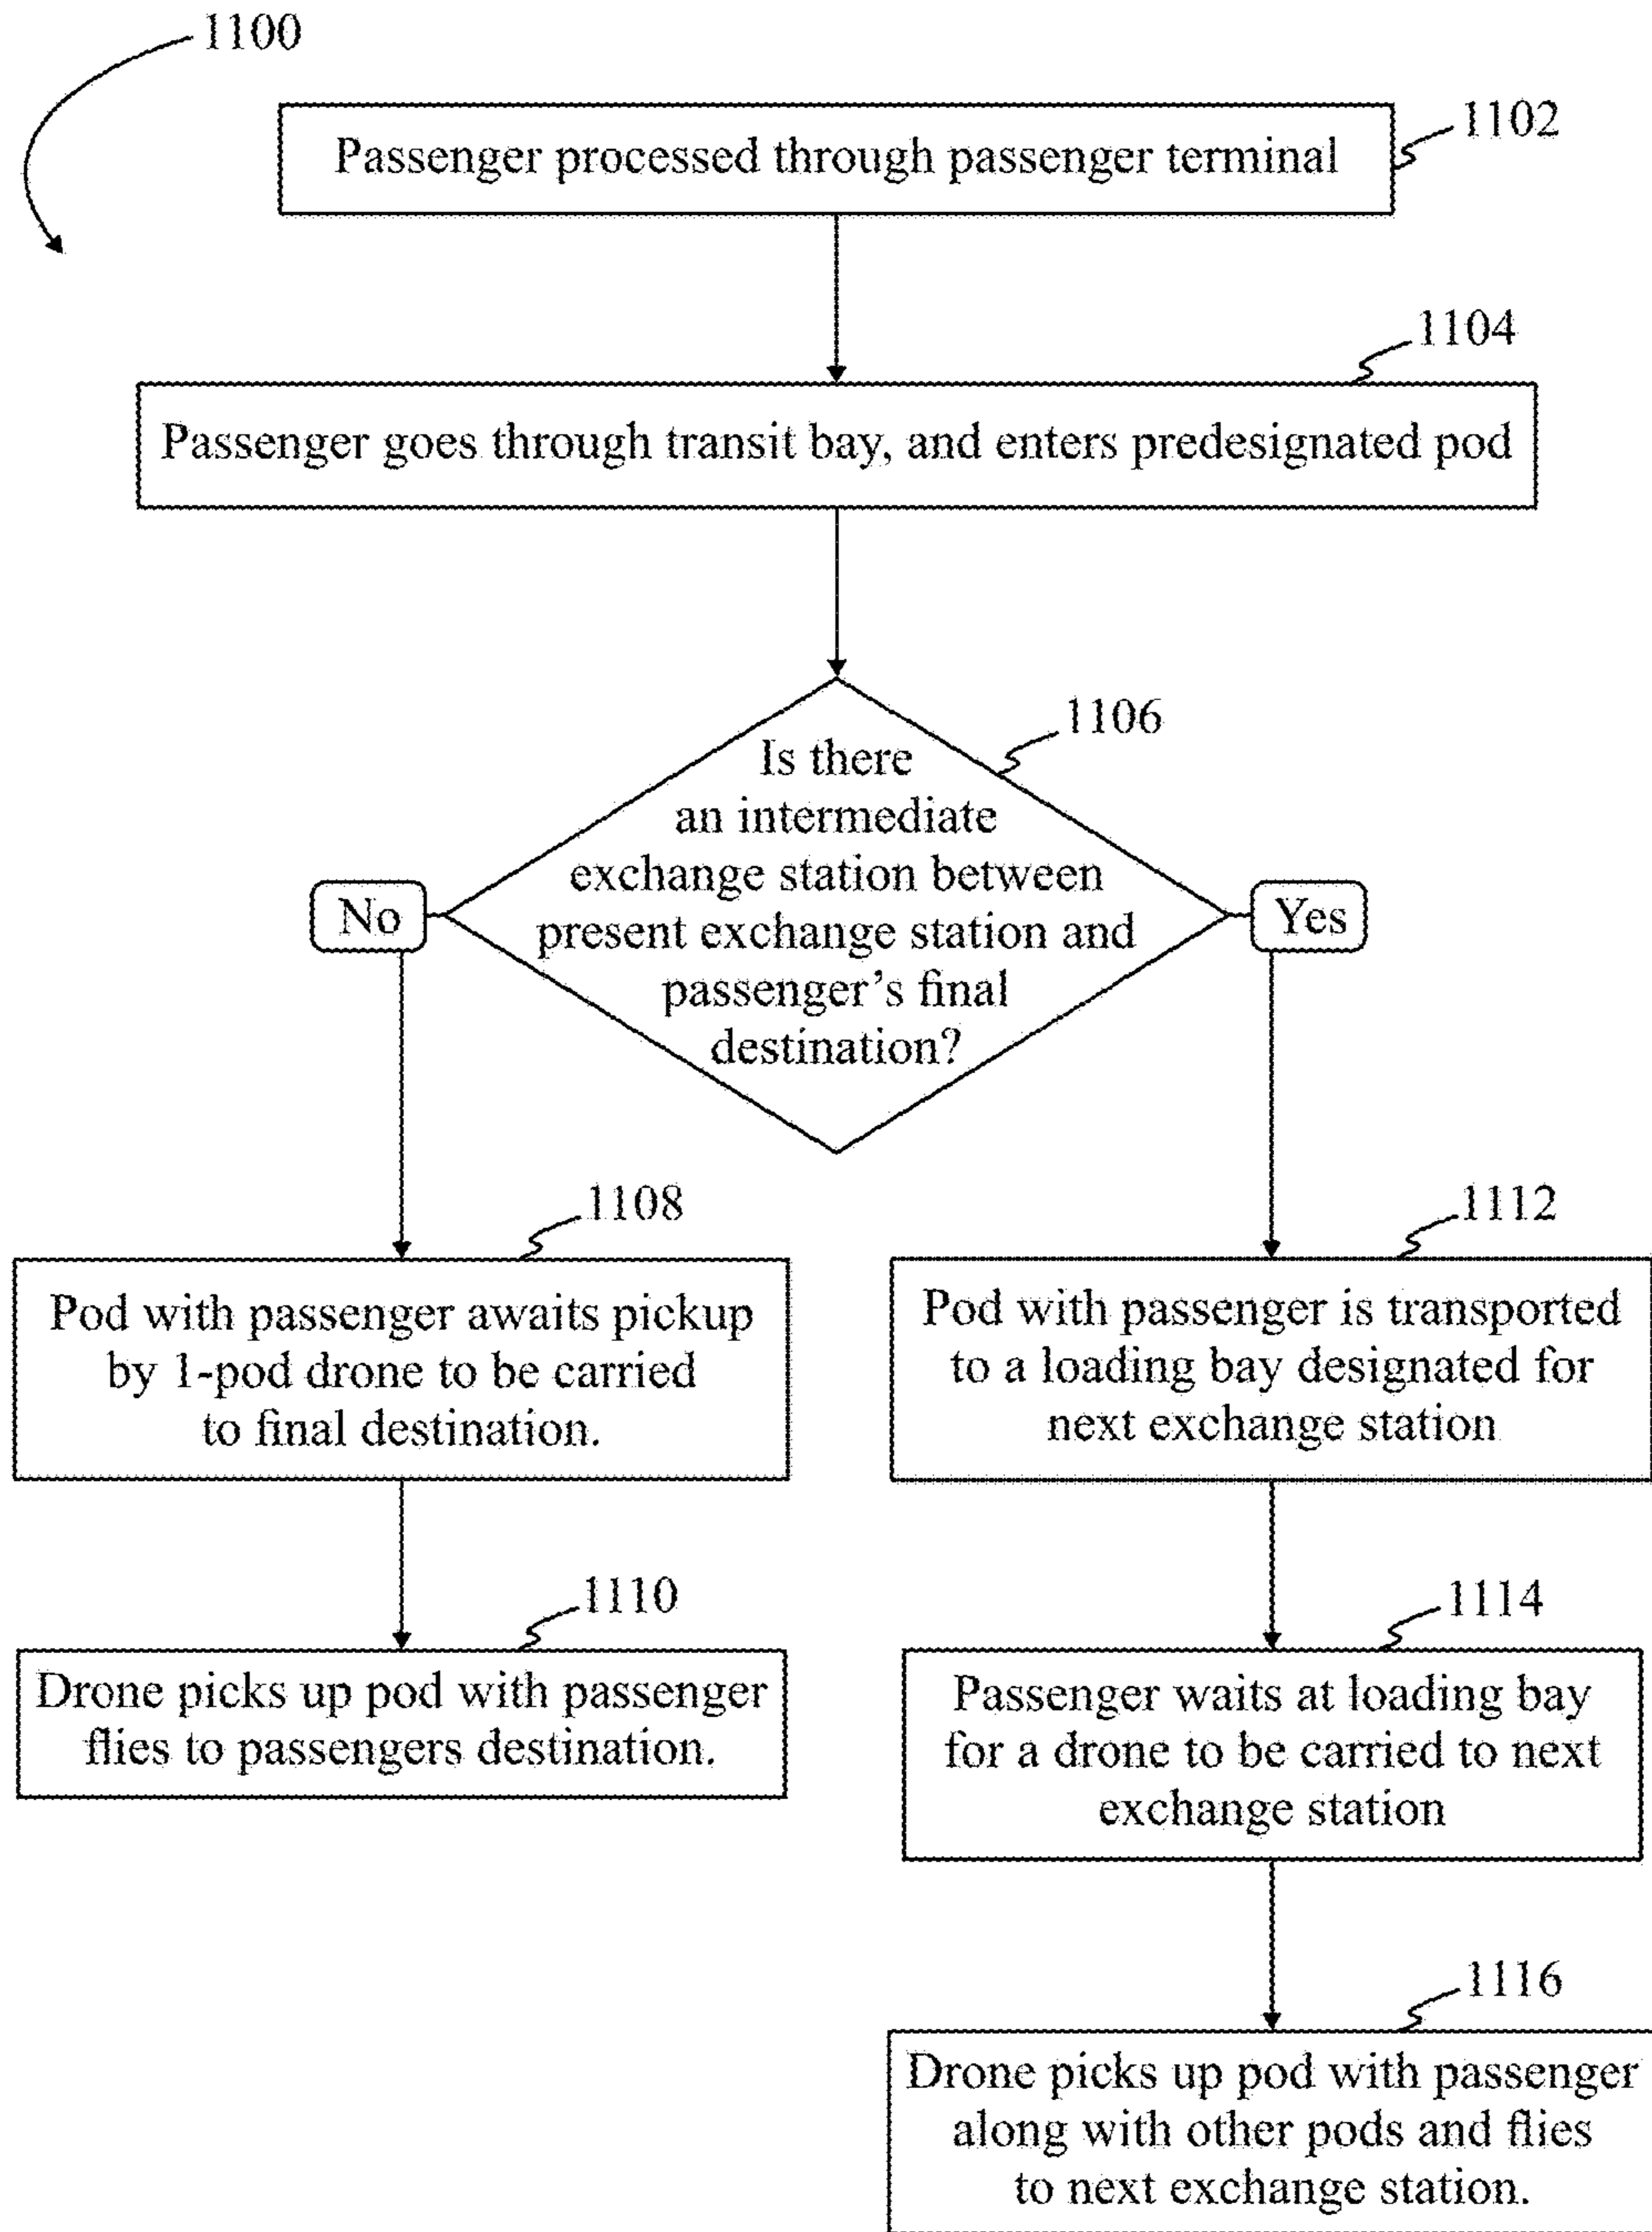 1100
1102
Passenger processed through passenger terminal
1104
Passenger goes through transit bay, and enters predesignated pod
1106
Is there
an intermediate
exchange station between
present exchange station and
passenger’s final
destination?
No
Yes
1108
Pod with passenger awaits pickup
by 1-pod drone to be carried
to final destination.
1112
Pod with passenger is transported
to a loading bay designated for
next exchange station
1110
Drone picks up pod with passenger
flies to passengers destination.
1114
Passenger waits at loading bay
for a drone to be carried to next
exchange station
1116
Drone picks up pod with passenger
along with other pods and flies
to next exchange station.